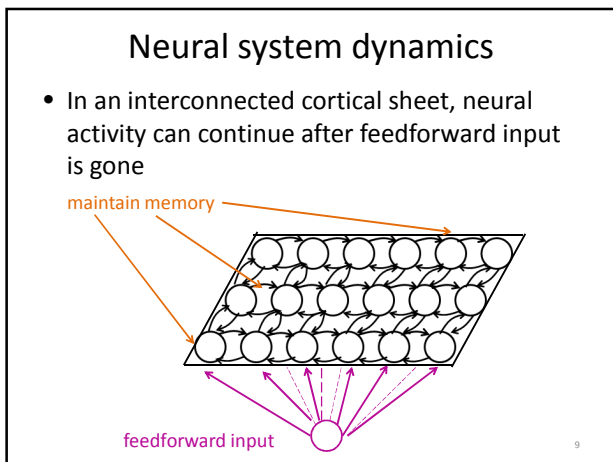 Neural system dynamics
• In an interconnected cortical sheet, neural
activity can continue after feedforward input
is gone
maintain memory
feedforward input
9